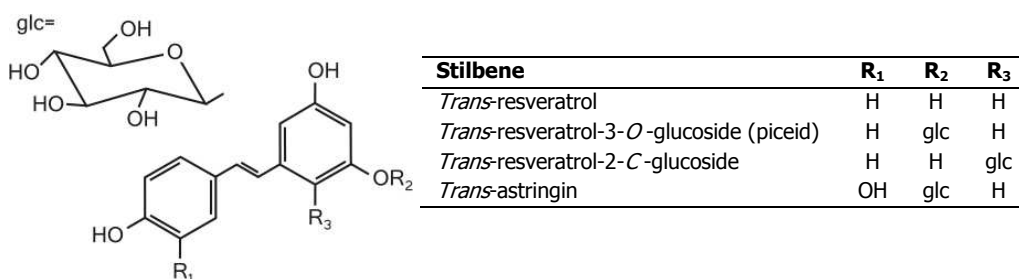 glc=
OH
O
HO
HO
OH
OH
HO
R1
R3
OR2
Stilbene R1 R2 R3
Trans-resveratrol H H H
Trans-resveratrol-3-O -glucoside (piceid) H glc H
Trans-resveratrol-2-C -glucoside H H glc
Trans-astringin OH glc H